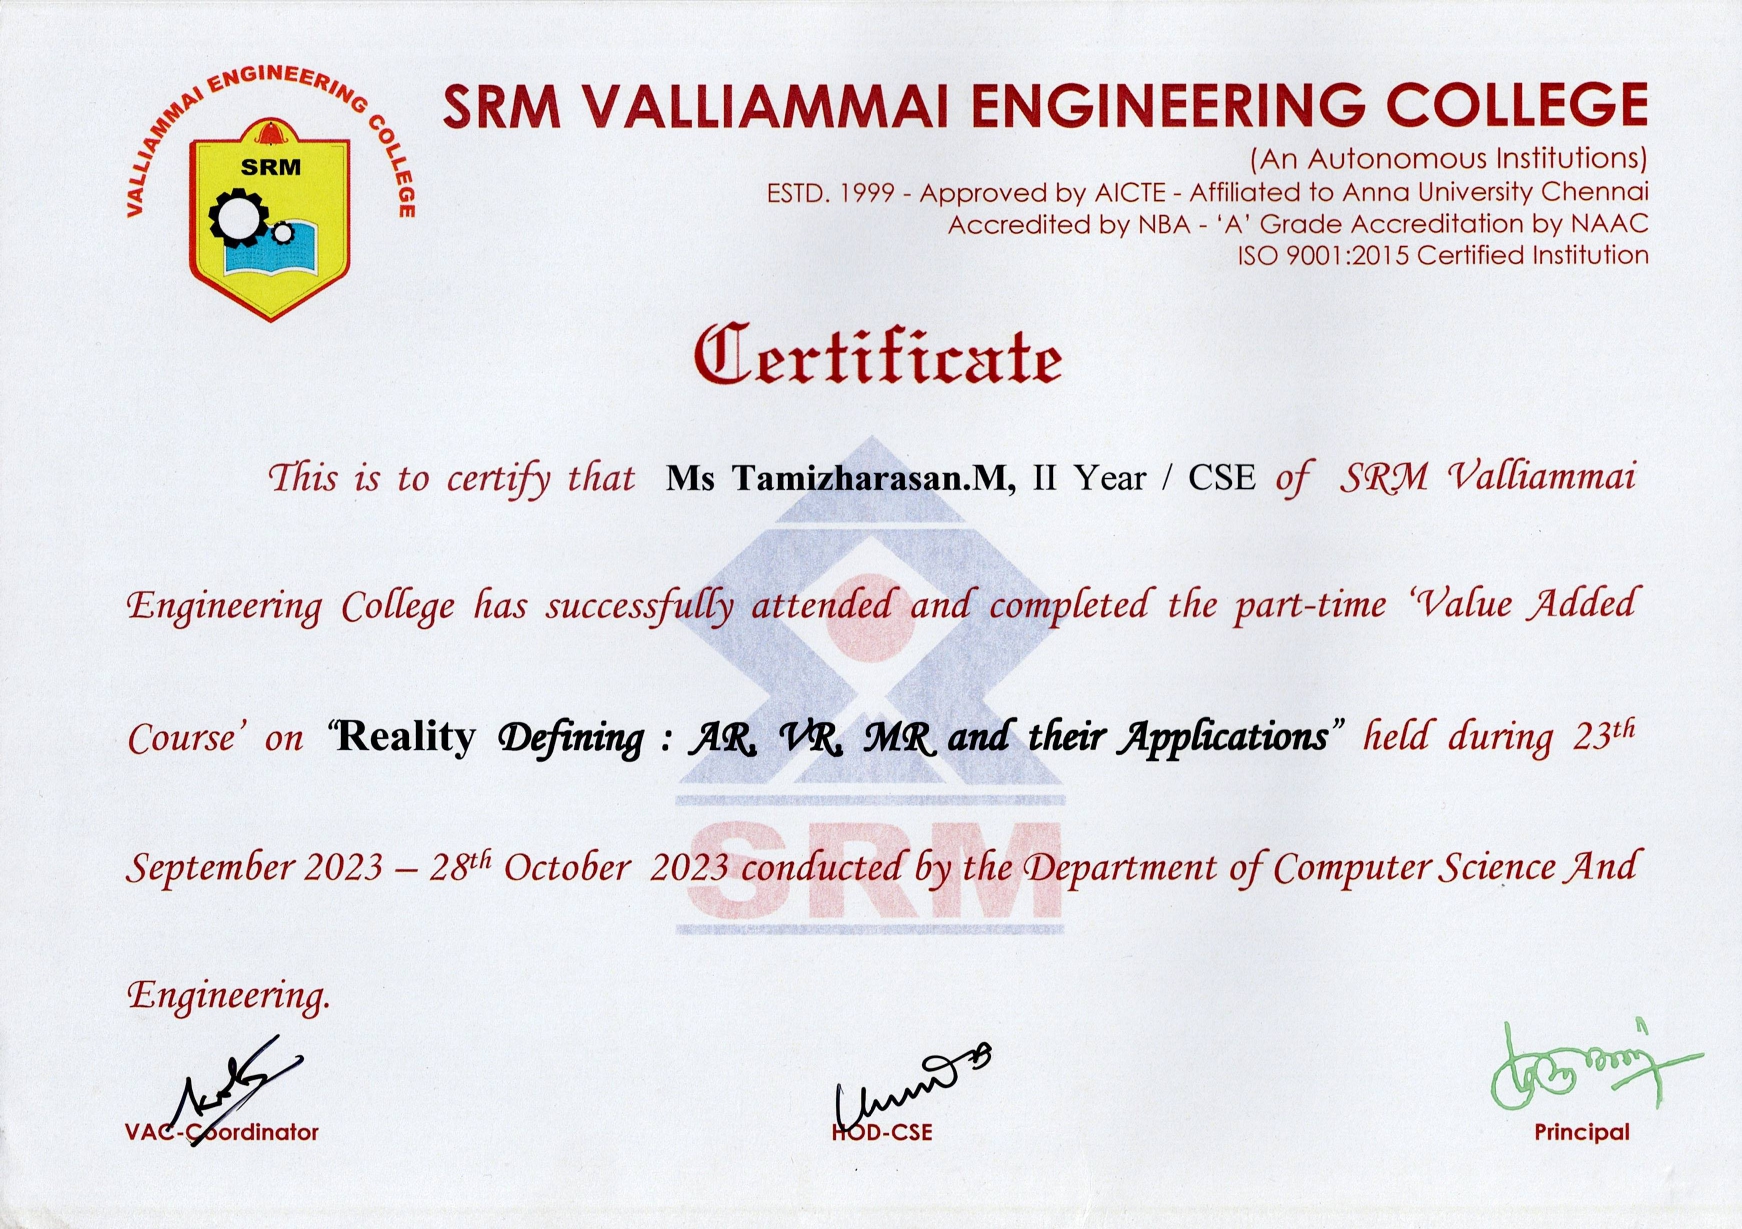 VALLIAMMAI ENGINEERING COLLEGE
SRM
SRM VALLIAMMAI ENGINEERING COLLEGE
(An Autonomous Institutions)
ESTD. 1999 - Approved by AICTE - Affiliated to Anna University Chennai
Accredited by NBA - ‘A’ Grade Accreditation by NAAC
ISO 9001:2015 Certified Institution
Certificate
This is to certify that Ms Tamizharasan.M, II Year / CSE of SRM Valliammai
Engineering College has successfully attended and completed the part-time ‘Value Added
Course’ on “Reality Defining : AR, VR, MR and their Applications” held during 23th
September 2023 – 28th October 2023 conducted by the Department of Computer Science And
Engineering.
SRM
VAC-Coordinator
HOD-CSE
Principal